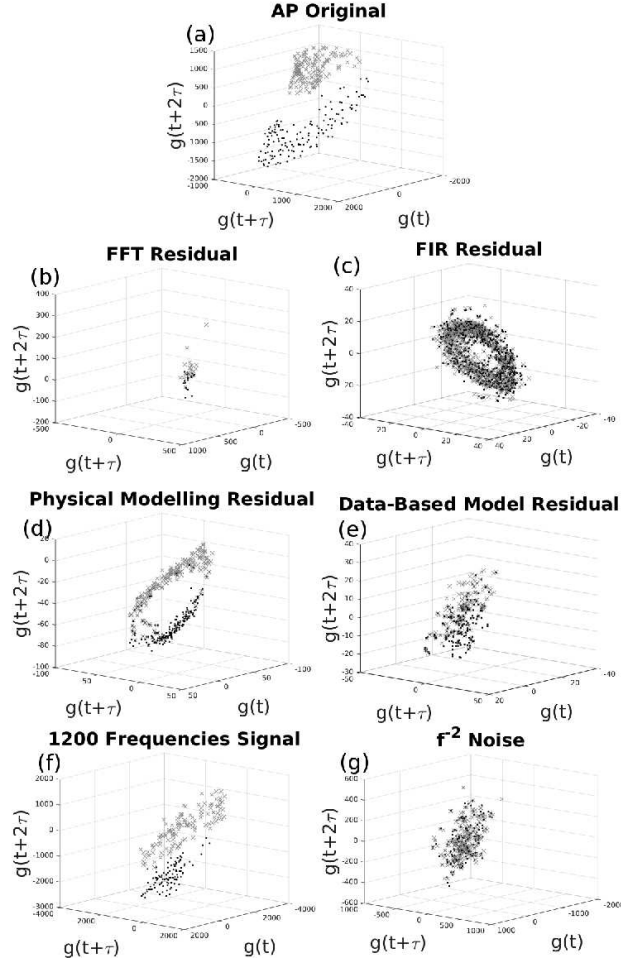 AP Original
(a)
1500
1000
500
0
-500
-1000
-1500
-2000
-1000
0
1000
2000
2000
0
-2000
g(t+2τ)
g(t+τ)
g(t)
FFT Residual
(b)
400
300
200
100
0
-100
-200
-500
0
500
1000
0
-500
g(t+2τ)
g(t+τ)
g(t)
FIR Residual
(c)
40
20
0
-20
-40
-40
20
0
20
40
40
20
0
-20
-40
g(t+2τ)
g(t+τ)
g(t)
Physical Modelling Residual
(d)
20
0
-20
-40
-60
-80
-100
-100
50
0
50
50
0
-50
-100
g(t+2τ)
g(t+τ)
g(t)
Data-Based Model Residual
(e)
40
30
20
10
0
-10
-20
-30
-50
0
50
20
0
-20
-40
g(t+2τ)
g(t+τ)
g(t)
1200 Frequencies Signal
(f)
2000
1000
0
-1000
-2000
-3000
-4000
2000
0
2000
2000
0
-2000
-4000
g(t+2τ)
g(t+τ)
g(t)
f⁻² Noise
(g)
600
400
200
0
-200
-400
-600
1000
-500
0
500
1000
1000
0
-1000
-2000
g(t+2τ)
g(t+τ)
g(t)